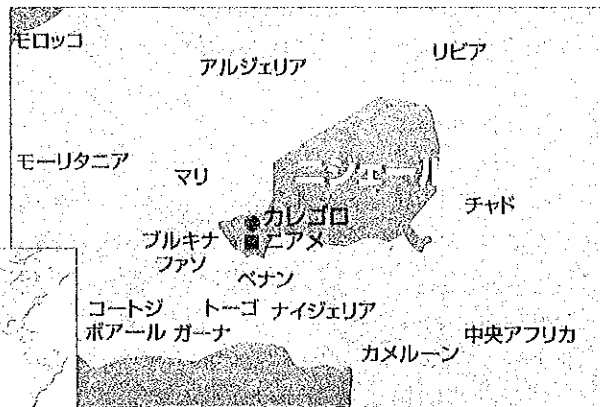 モロッコ
アルジェリア
リビア
モーリタニア
マリ
ニジェール
チャド
カレゴロ
ブルキナ
ファソ
ニアメ
ベナン
コートジ
ボアール
トーゴ
ガーナ
ナイジェリア
カメルーン
中央アフリカ